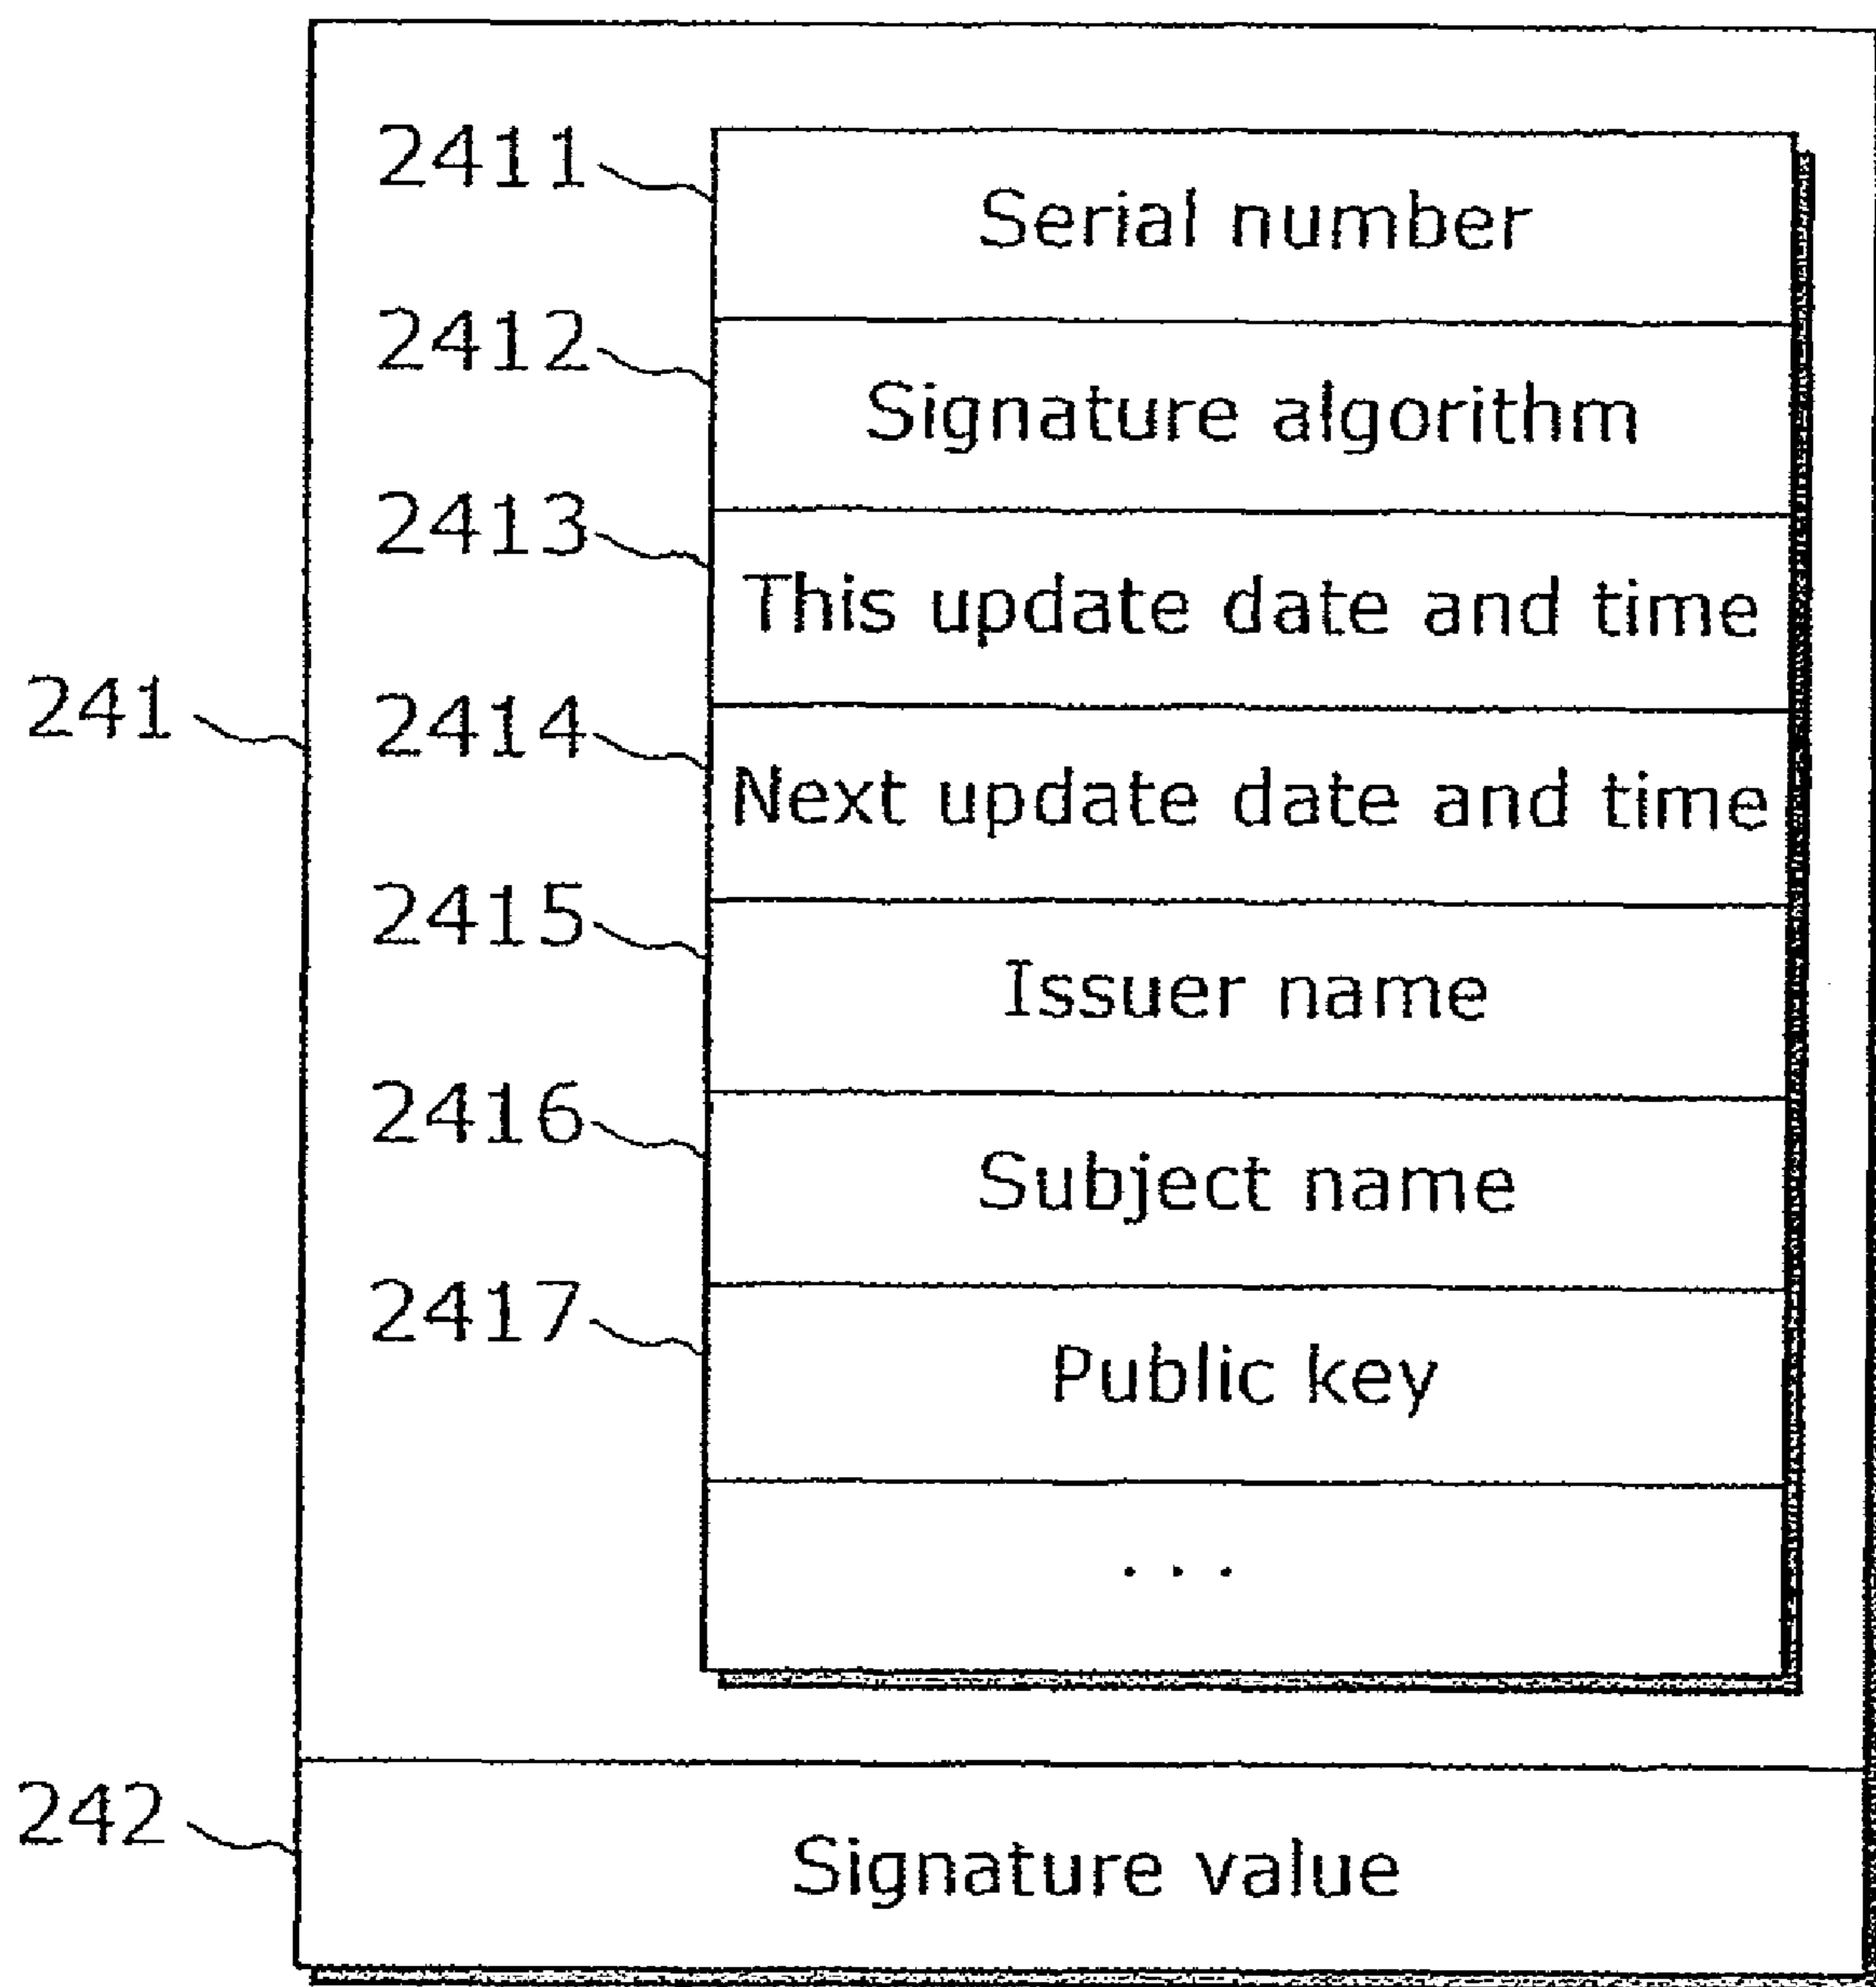 2411
Serial number
2412
Signature algorithm
2413
This update date and time
241
2414
Next update date and time
2415
Issuer name
2416
Subject name
2417
Public key
...
242
Signature value